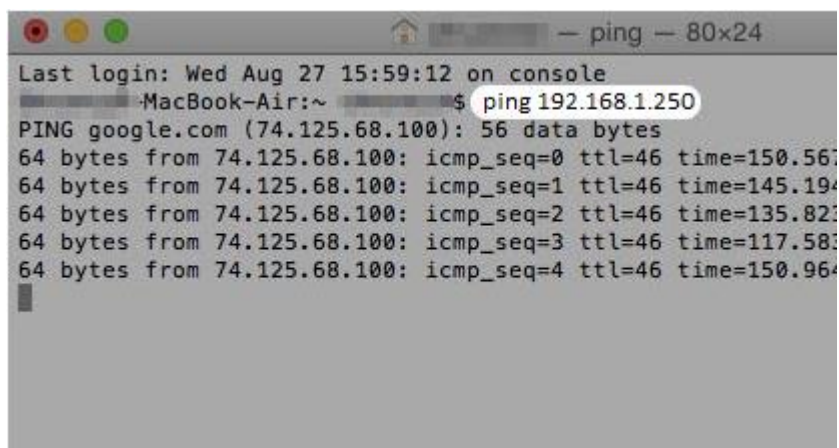 — ping — 80×24
Last login: Wed Aug 27 15:59:12 on console
-MacBook-Air:~ $ ping 192.168.1.250
PING google.com (74.125.68.100): 56 data bytes
64 bytes from 74.125.68.100: icmp_seq=0 ttl=46 time=150.567
64 bytes from 74.125.68.100: icmp_seq=1 ttl=46 time=145.194
64 bytes from 74.125.68.100: icmp_seq=2 ttl=46 time=135.823
64 bytes from 74.125.68.100: icmp_seq=3 ttl=46 time=117.583
64 bytes from 74.125.68.100: icmp_seq=4 ttl=46 time=150.964